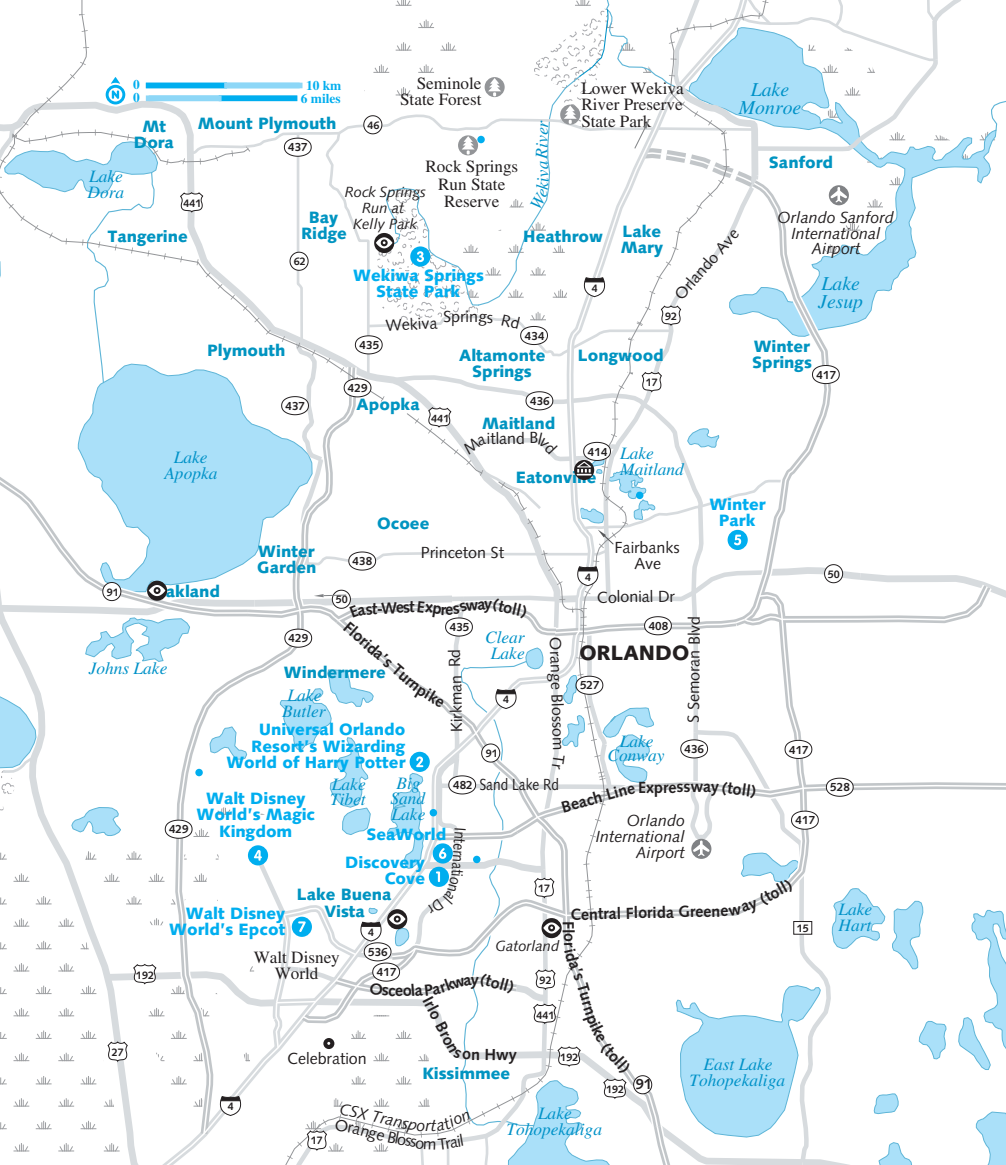 0
10 km
0
6 miles
N
Seminole
State Forest
Lower Wekiva
River Preserve
State Park
Lake
Monroe
Mt
Dora
Mount Plymouth
46
437
Rock Springs
Run State
Reserve
Wekiva River
Sanford
Lake
Dora
441
Rock Springs
Run at
Kelly Park
Orlando Sanford
International
Airport
Tangerine
Bay
Ridge
Heathrow
Lake
Mary
Orlando Ave
62
3
Wekiwa Springs
State Park
4
Lake
Jesup
92
Wekiva Springs Rd
434
435
Plymouth
Altamonte
Springs
Longwood
Winter
Springs
417
429
17
437
Apopka
436
441
Maitland
Maitland Blvd
414
Lake
Maitland
Lake
Apopka
Eatonville
Winter
Park
5
Ocoee
Princeton St
Fairbanks
Ave
Winter
Garden
438
4
50
91
Oakland
50
Colonial Dr
East-West Expressway (toll)
435
408
429
Florida's Turnpike
Clear
Lake
ORLANDO
S Semoran Blvd
Johns Lake
Kirkman Rd
Orange Blossom Tr
Windermere
527
Lake
Butler
4
Universal Orlando
Resort's Wizarding
World of Harry Potter
2
91
Lake
Conway
436
417
Lake
Tibet
Big
Sand
Lake
482
Sand Lake Rd
Beach Line Expressway (toll)
528
Walt Disney
World's Magic
Kingdom
4
429
SeaWorld
6
International Dr
Orlando
International
Airport
417
Discovery
Cove
1
17
Lake Buena
Vista
Central Florida Greeneway (toll)
Walt Disney
World's Epcot
7
4
Gatorland
Lake
Hart
15
536
Walt Disney
World
417
192
Osceola Parkway (toll)
92
Florida's Turnpike (toll)
441
Irlo Bronson Hwy
27
Celebration
192
Kissimmee
192
91
East Lake
Tohopekaliga
4
CSX Transportation
Orange Blossom Trail
17
Lake
Tohopekaliga